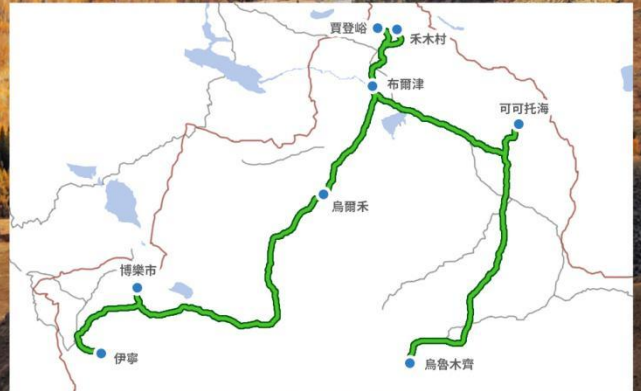 賈登峪
禾木村
布爾津
可可托海
烏爾禾
博樂市
伊寧
烏魯木齊